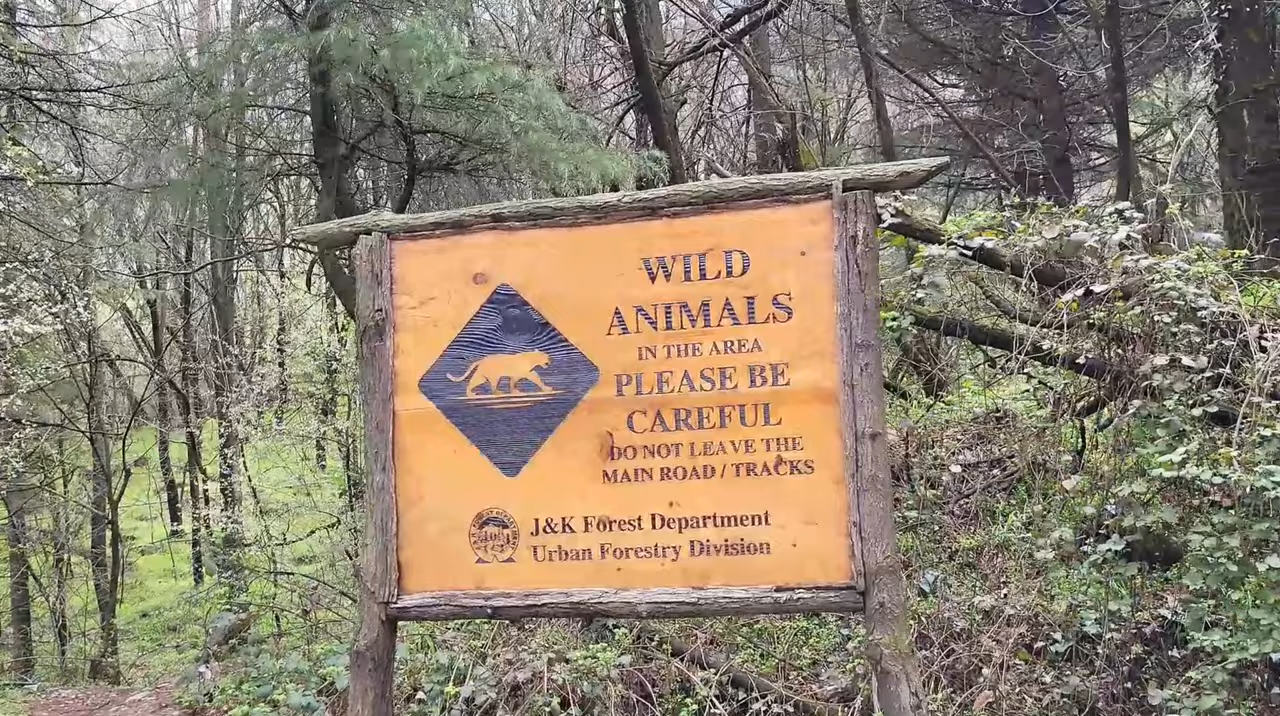 WILD
ANIMALS
IN THE AREA
PLEASE BE
CAREFUL
DO NOT LEAVE THE
MAIN ROAD / TRACKS
J&K Forest Department
Urban Forestry Division